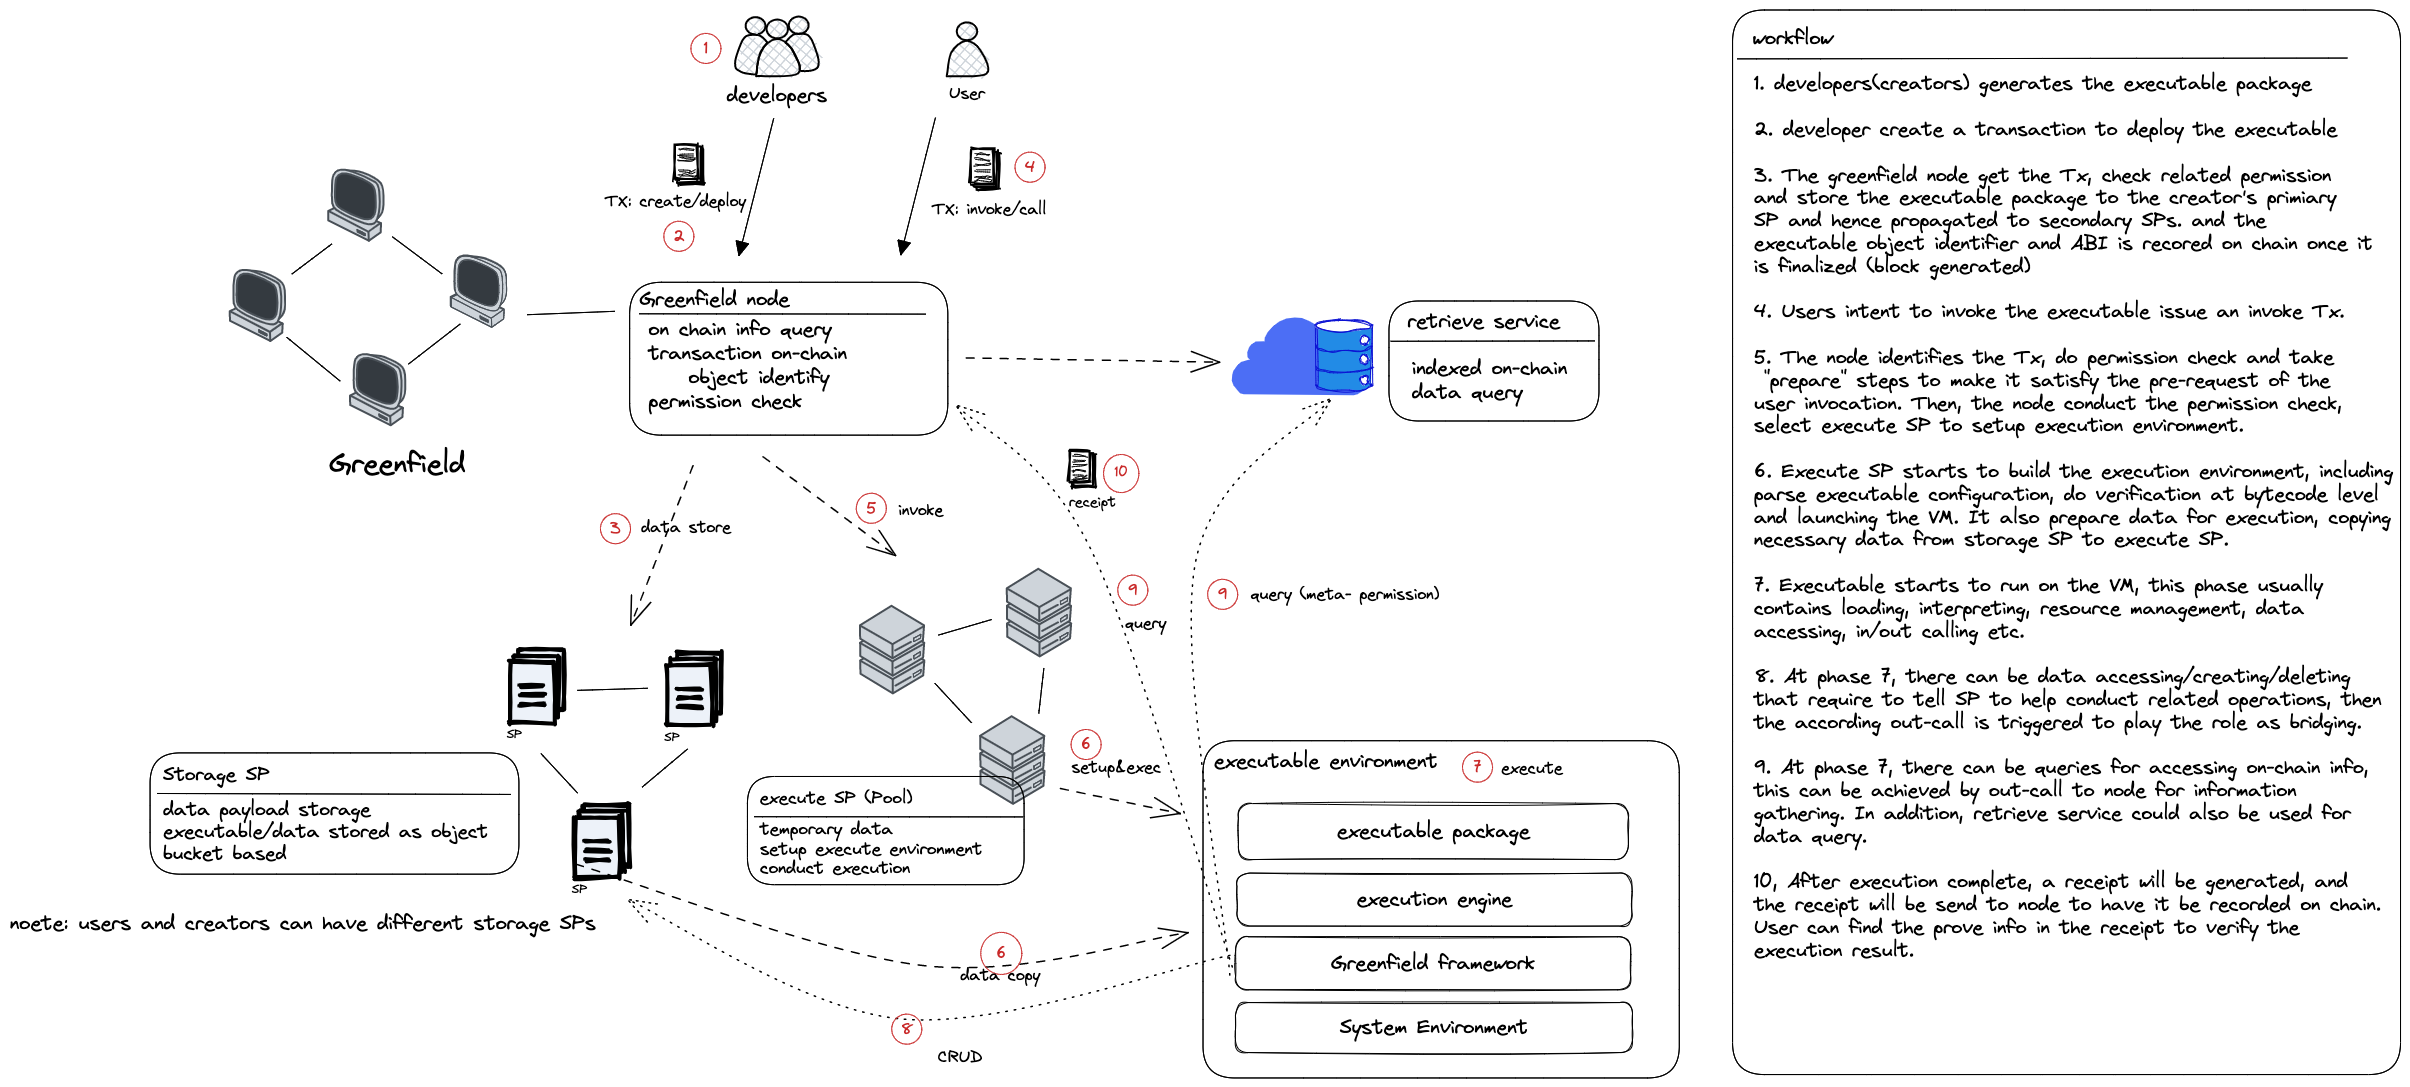 1
developers
User
TX: create/deploy
2
4
TX: invoke/call
Greenfield
Greenfield node
on chain info query
transaction on-chain
object identify
permission check
retrieve service
indexed on-chain
data query
10
receipt
3 data store
5 invoke
9
query
9 query (meta- permission)
SP
SP
SP
Storage SP
data payload storage
executable/data stored as object
bucket based
noete: users and creators can have different storage SPs
execute SP (Pool)
temporary data
setup execute environment
conduct execution
6
setup&exec
6
data copy
8
CRUD
executable environment 7 execute
executable package
execution engine
Greenfield framework
System Environment
workflow
1. developers(creators) generates the executable package
2. developer create a transaction to deploy the executable
3. The greenfield node get the Tx, check related permission
and store the executable package to the creator's primiary
SP and hence propagated to secondary SPs. and the
executable object identifier and ABI is recored on chain once it
is finalized (block generated)
4. Users intent to invoke the executable issue an invoke Tx.
5. The node identifies the Tx, do permission check and take
"prepare" steps to make it satisfy the pre-request of the
user invocation. Then, the node conduct the permission check,
select execute SP to setup execution environment.
6. Execute SP starts to build the execution environment, including
parse executable configuration, do verification at bytecode level
and launching the VM. It also prepare data for execution, copying
necessary data from storage SP to execute SP.
7. Executable starts to run on the VM, this phase usually
contains loading, interpreting, resource management, data
accessing, in/out calling etc.
8. At phase 7, there can be data accessing/creating/deleting
that require to tell SP to help conduct related operations, then
the according out-call is triggered to play the role as bridging.
9. At phase 7, there can be queries for accessing on-chain info,
this can be achieved by out-call to node for information
gathering. In addition, retrieve service could also be used for
data query.
10, After execution complete, a receipt will be generated, and
the receipt will be send to node to have it be recorded on chain.
User can find the prove info in the receipt to verify the
execution result.